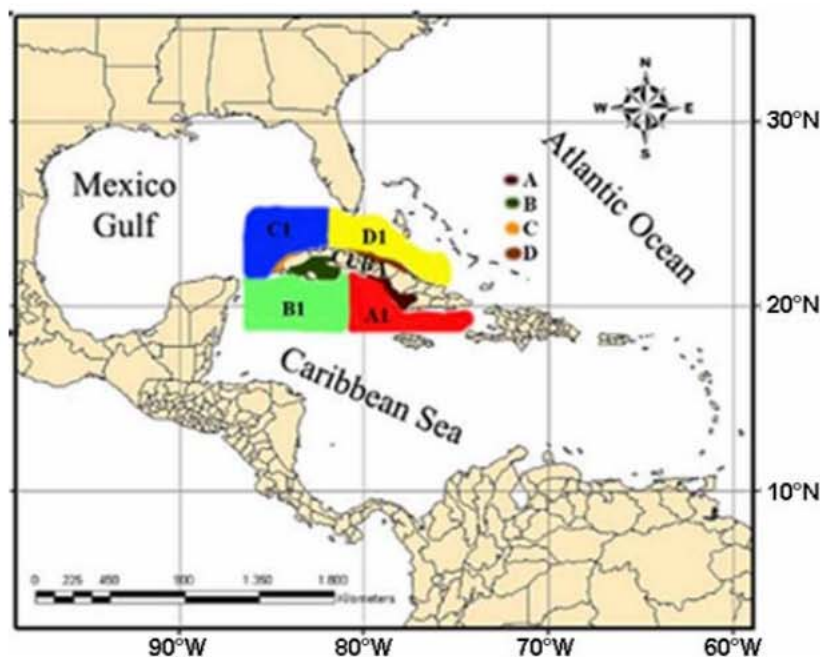 N
W E
S
30°N
Atlantic Ocean
Mexico
Gulf
A
B
C
D
C1
D1
CUBA
20°N
B1
A1
Caribbean Sea
10°N
0 225 450 900 1.350 1.800
Kilometers
90°W 80°W 70°W 60°W